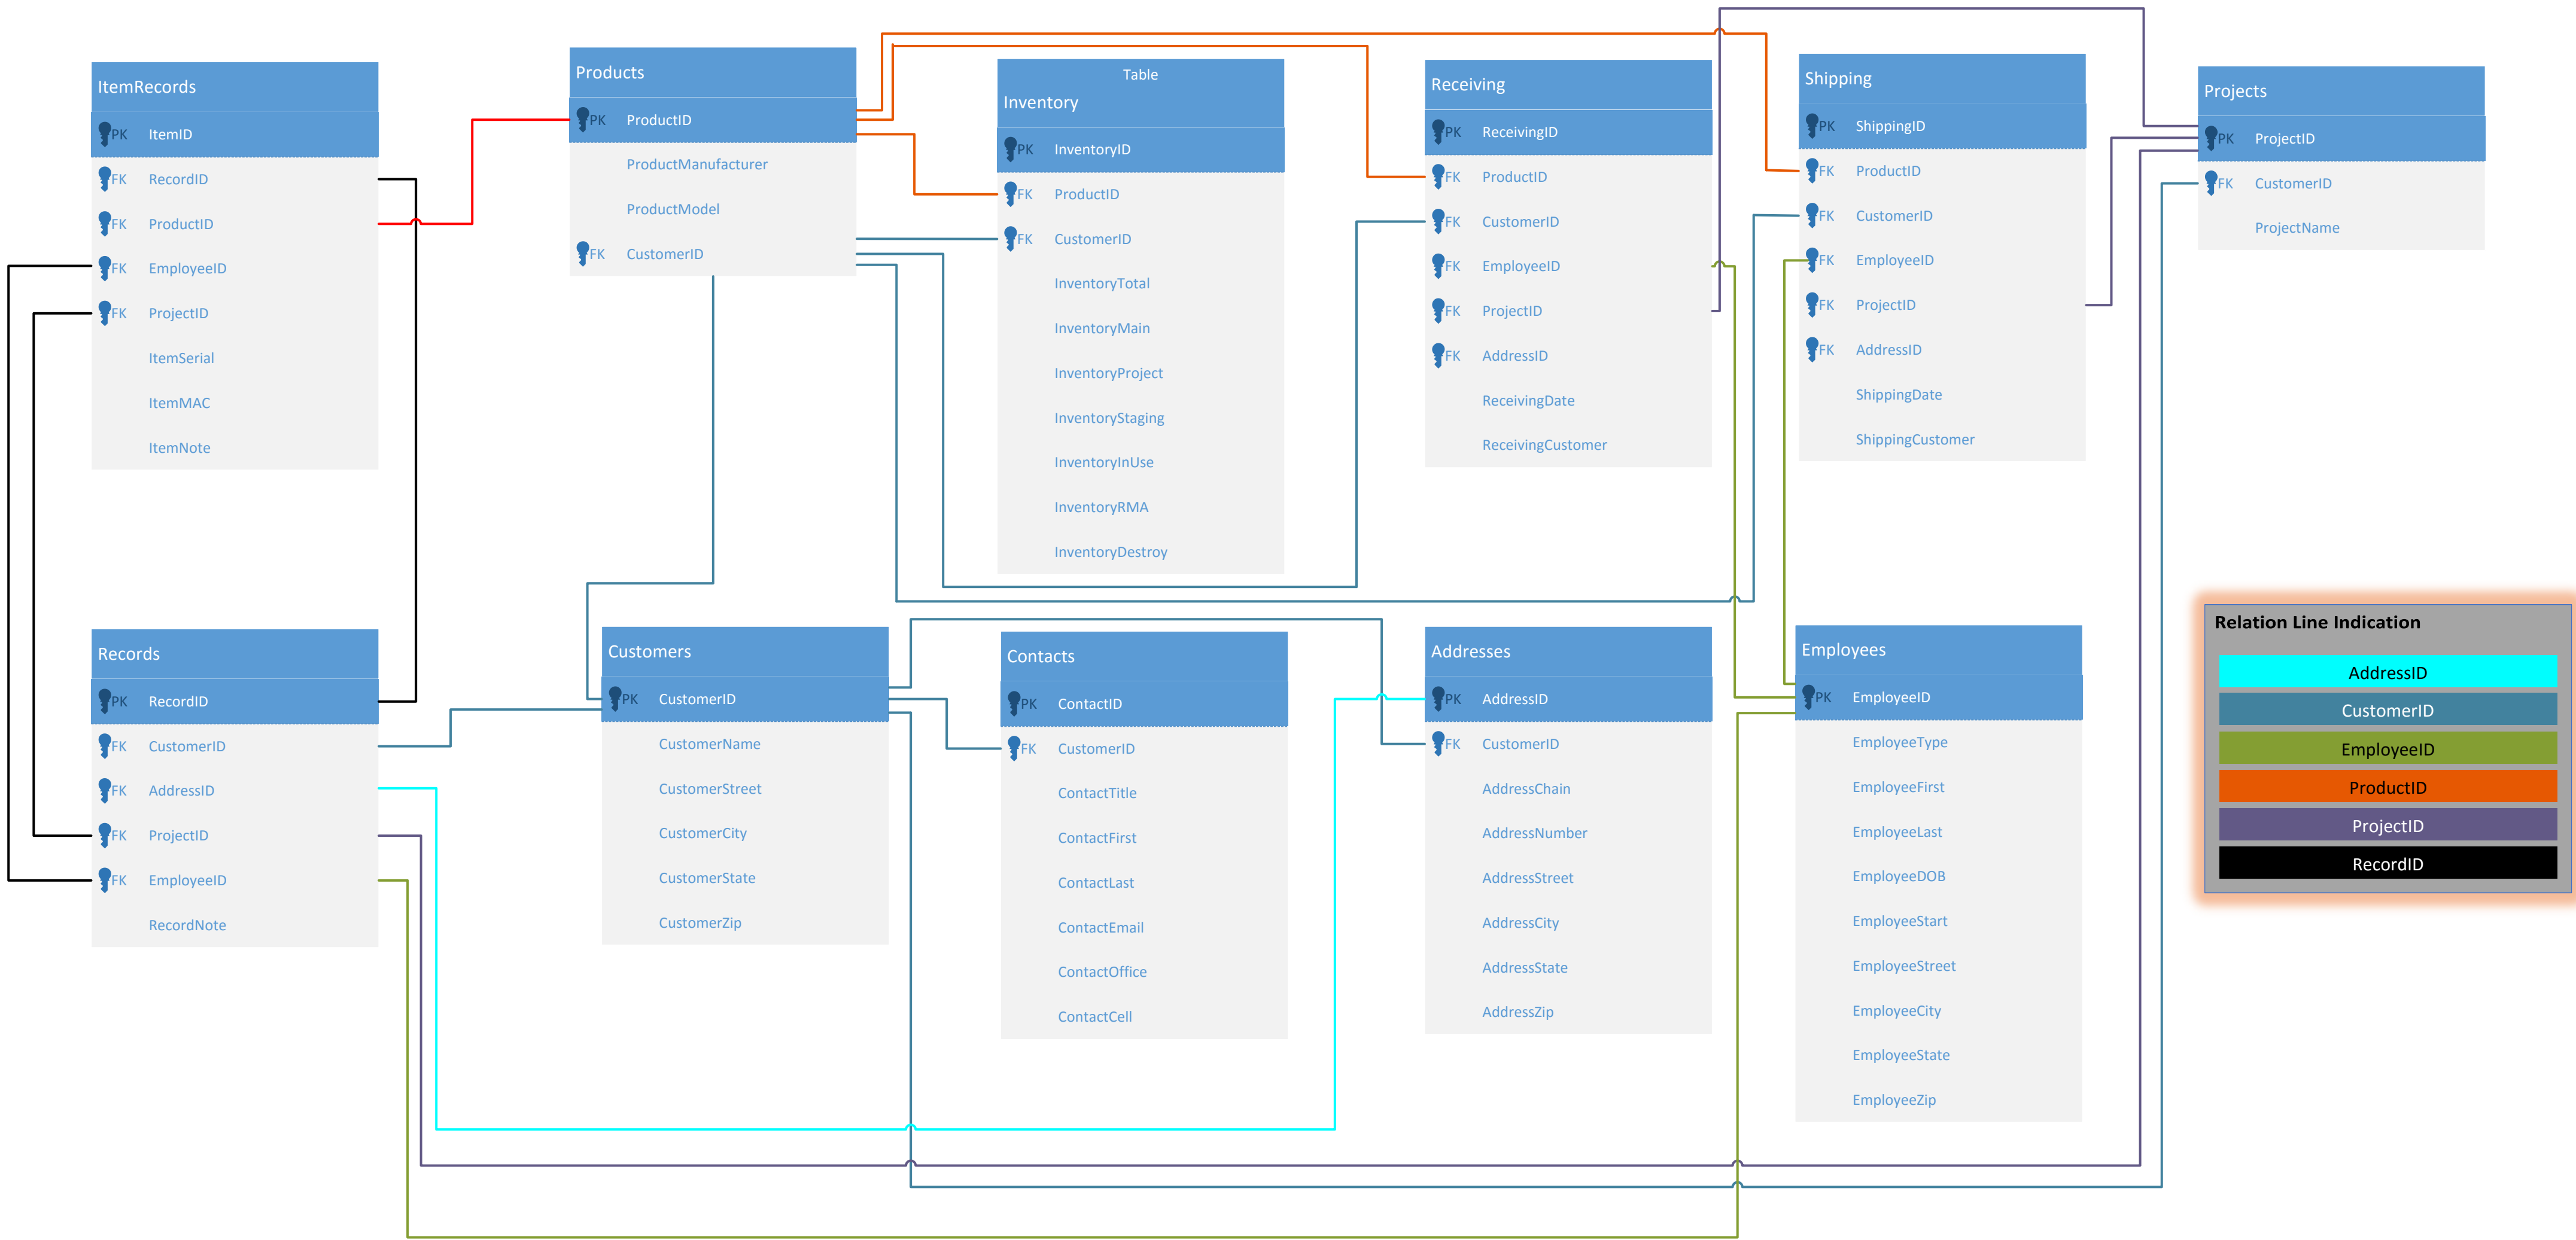 ItemRecords
PK ItemID
FK RecordID
FK ProductID
FK EmployeeID
FK ProjectID
ItemSerial
ItemMAC
ItemNote
Products
PK ProductID
ProductManufacturer
ProductModel
FK CustomerID
Table
Inventory
PK InventoryID
FK ProductID
FK CustomerID
InventoryTotal
InventoryMain
InventoryProject
InventoryStaging
InventoryInUse
InventoryRMA
InventoryDestroy
Receiving
PK ReceivingID
FK ProductID
FK CustomerID
FK EmployeeID
FK ProjectID
FK AddressID
ReceivingDate
ReceivingCustomer
Shipping
PK ShippingID
FK ProductID
FK CustomerID
FK EmployeeID
FK ProjectID
FK AddressID
ShippingDate
ShippingCustomer
Projects
PK ProjectID
FK CustomerID
ProjectName
Records
PK RecordID
FK CustomerID
FK AddressID
FK ProjectID
FK EmployeeID
RecordNote
Customers
PK CustomerID
CustomerName
CustomerStreet
CustomerCity
CustomerState
CustomerZip
Contacts
PK ContactID
FK CustomerID
ContactTitle
ContactFirst
ContactLast
ContactEmail
ContactOffice
ContactCell
Addresses
PK AddressID
FK CustomerID
AddressChain
AddressNumber
AddressStreet
AddressCity
AddressState
AddressZip
Employees
PK EmployeeID
EmployeeType
EmployeeFirst
EmployeeLast
EmployeeDOB
EmployeeStart
EmployeeStreet
EmployeeCity
EmployeeState
EmployeeZip
Relation Line Indication
AddressID
CustomerID
EmployeeID
ProductID
ProjectID
RecordID